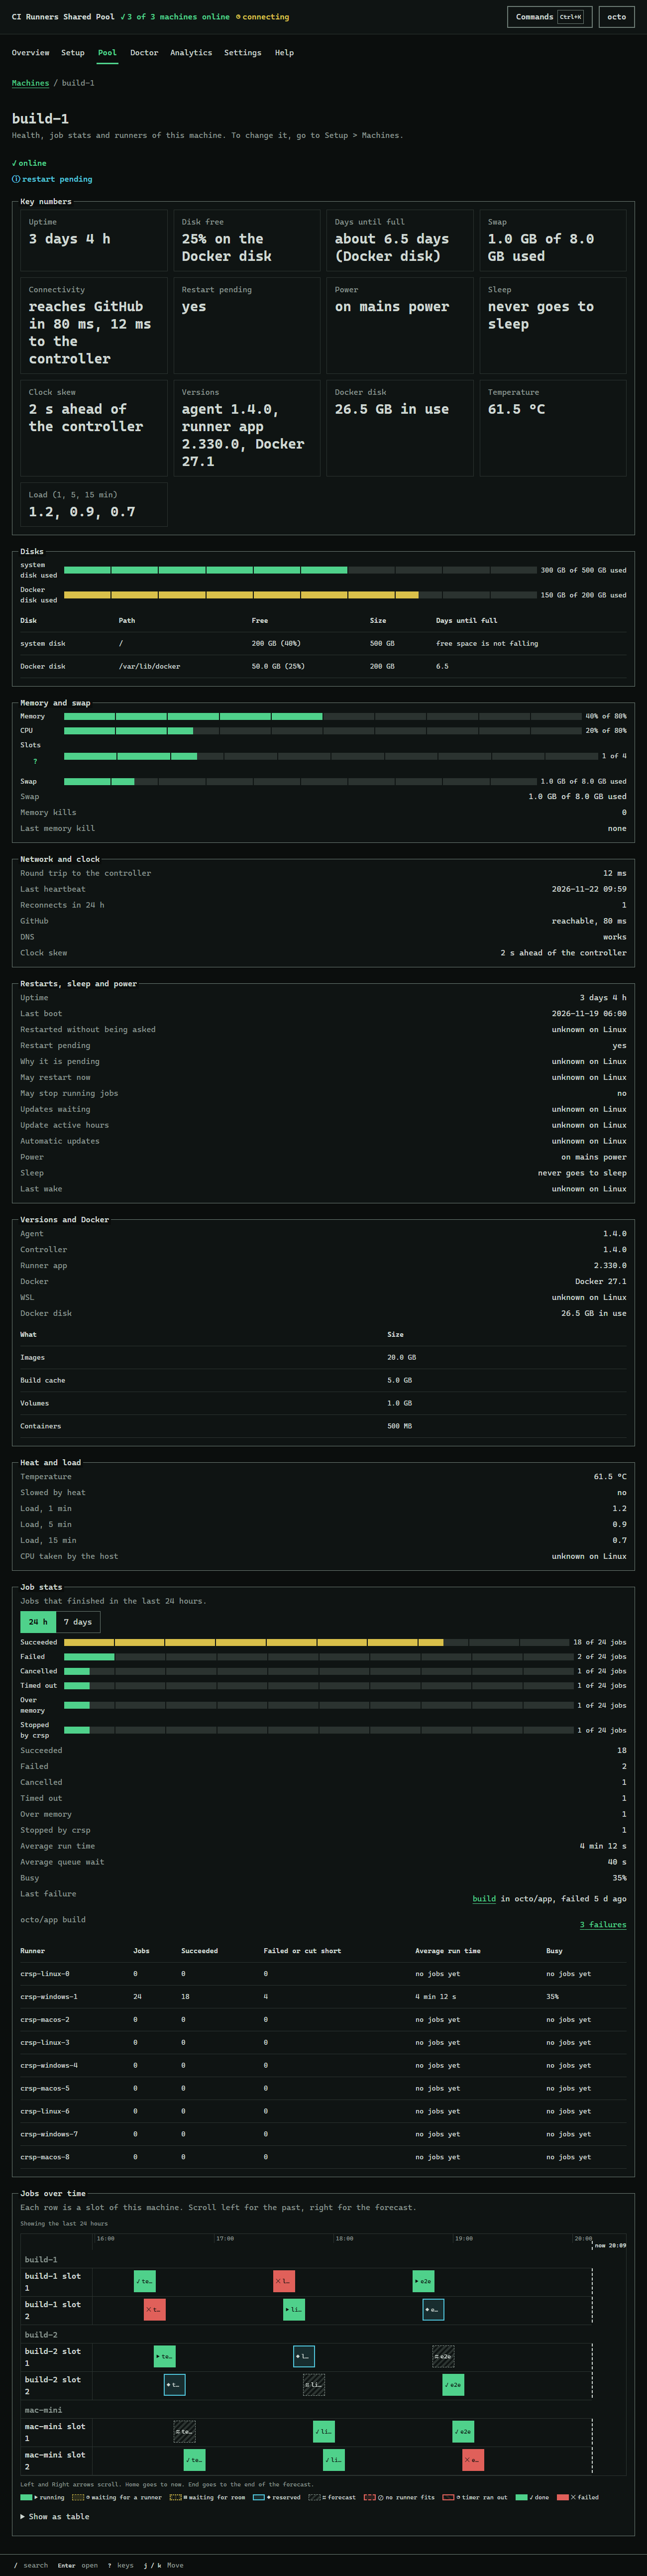 CI Runners Shared Pool ✓ 3 of 3 machines online connecting
Commands Ctrl+K octo
Overview Setup Pool Doctor Analytics Settings Help
Machines / build-1
build-1
Health, job stats and runners of this machine. To change it, go to Setup > Machines.
✓ online
restart pending
Key numbers
Uptime
3 days 4 h
Disk free
25% on the
Docker disk
Days until full
about 6.5 days
(Docker disk)
Swap
1.0 GB of 8.0
GB used
Connectivity
reaches GitHub
in 80 ms, 12 ms
to the
controller
Restart pending
yes
Power
on mains power
Sleep
never goes to
sleep
Clock skew
2 s ahead of
the controller
Versions
agent 1.4.0,
runner app
2.330.0, Docker
27.1
Docker disk
26.5 GB in use
Temperature
61.5 °C
Load (1, 5, 15 min)
1.2, 0.9, 0.7
Disks
system
disk used
300 GB of 500 GB used
Docker
disk used
150 GB of 200 GB used
Disk Path Free Size Days until full
system disk / 200 GB (40%) 500 GB free space is not falling
Docker disk /var/lib/docker 50.0 GB (25%) 200 GB 6.5
Memory and swap
Memory 40% of 80%
CPU 20% of 80%
Slots
?
1 of 4
Swap 1.0 GB of 8.0 GB used
Swap 1.0 GB of 8.0 GB used
Memory kills 0
Last memory kill none
Network and clock
Round trip to the controller 12 ms
Last heartbeat 2026-11-22 09:59
Reconnects in 24 h 1
GitHub reachable, 80 ms
DNS works
Clock skew 2 s ahead of the controller
Restarts, sleep and power
Uptime 3 days 4 h
Last boot 2026-11-19 06:00
Restarted without being asked unknown on Linux
Restart pending yes
Why it is pending unknown on Linux
May restart now unknown on Linux
May stop running jobs no
Updates waiting unknown on Linux
Update active hours unknown on Linux
Automatic updates unknown on Linux
Power on mains power
Sleep never goes to sleep
Last wake unknown on Linux
Versions and Docker
Agent 1.4.0
Controller 1.4.0
Runner app 2.330.0
Docker Docker 27.1
WSL unknown on Linux
Docker disk 26.5 GB in use
What Size
Images 20.0 GB
Build cache 5.0 GB
Volumes 1.0 GB
Containers 500 MB
Heat and load
Temperature 61.5 °C
Slowed by heat no
Load, 1 min 1.2
Load, 5 min 0.9
Load, 15 min 0.7
CPU taken by the host unknown on Linux
Job stats
Jobs that finished in the last 24 hours.
24 h 7 days
Succeeded 18 of 24 jobs
Failed 2 of 24 jobs
Cancelled 1 of 24 jobs
Timed out 1 of 24 jobs
Over
memory
1 of 24 jobs
Stopped
by crsp
1 of 24 jobs
Succeeded 18
Failed 2
Cancelled 1
Timed out 1
Over memory 1
Stopped by crsp 1
Average run time 4 min 12 s
Average queue wait 40 s
Busy 35%
Last failure build in octo/app, failed 5 d ago
octo/app build 3 failures
Runner Jobs Succeeded Failed or cut short Average run time Busy
crsp-linux-0 0 0 0 no jobs yet no jobs yet
crsp-windows-1 24 18 4 4 min 12 s 35%
crsp-macos-2 0 0 0 no jobs yet no jobs yet
crsp-linux-3 0 0 0 no jobs yet no jobs yet
crsp-windows-4 0 0 0 no jobs yet no jobs yet
crsp-macos-5 0 0 0 no jobs yet no jobs yet
crsp-linux-6 0 0 0 no jobs yet no jobs yet
crsp-windows-7 0 0 0 no jobs yet no jobs yet
crsp-macos-8 0 0 0 no jobs yet no jobs yet
Jobs over time
Each row is a slot of this machine. Scroll left for the past, right for the forecast.
Showing the last 24 hours
16:00 17:00 18:00 19:00 20:00
now 20:09
build-1
build-1 slot
1
✓ te… ✕ l… ▶ e2e
build-1 slot
2
✕ t… ▶ li… ◆ e…
build-2
build-2 slot
1
▶ te… ◆ l… e2e
build-2 slot
2
◆ t… li… ✓ e2e
mac-mini
mac-mini slot
1
te… ✓ li… ✓ e2e
mac-mini slot
2
✓ te… ✓ li… ✕ e…
Left and Right arrows scroll. Home goes to now. End goes to the end of the forecast.
▶ running waiting for a runner waiting for room ◆ reserved forecast no runner fits timer ran out ✓ done ✕ failed
▶ Show as table
/ search Enter open ? keys j / k Move